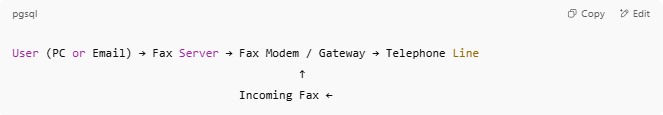 pgsql
Copy
Edit
User (PC or Email) → Fax Server → Fax Modem / Gateway → Telephone Line
↑
Incoming Fax ←